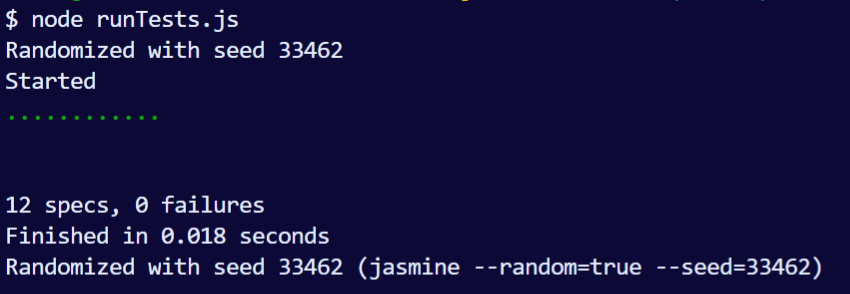 $ node runTests.js
Randomized with seed 33462
Started
............
12 specs, 0 failures
Finished in 0.018 seconds
Randomized with seed 33462 (jasmine --random=true --seed=33462)